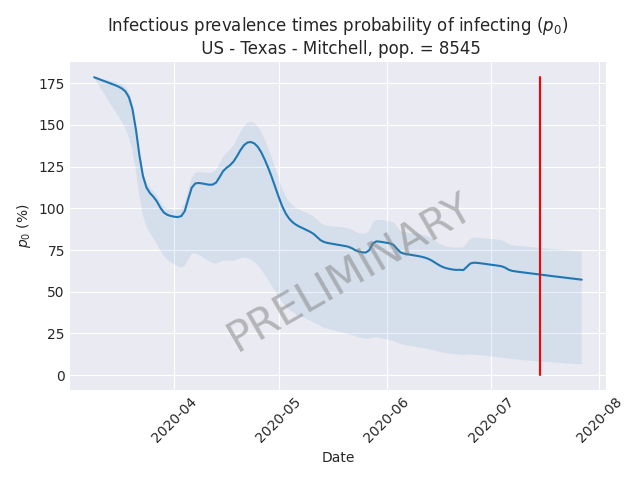 Infectious prevalence times probability of infecting (p₀)
US - Texas - Mitchell, pop. = 8545
175
150
125
100
75
50
25
0
p₀ (%)
PRELIMINARY
2020-04
2020-05
2020-06
2020-07
2020-08
Date